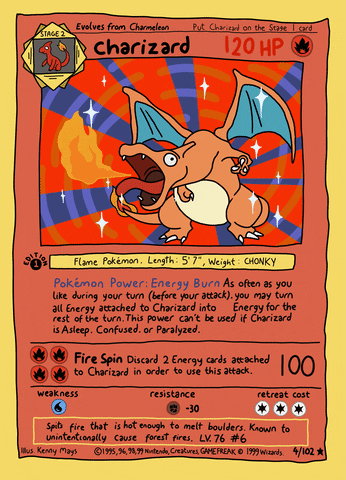 Evolves from Charmeleon
Put Charizard on the Stage 1 card
STAGE 2
charizard
120 HP
EDITION
1
Flame Pokémon. Length: 5'7", Weight: CHONKY
Pokémon Power: Energy Burn As often as you
like during your turn (before your attack). you may turn
all Energy attached to Charizard into Energy for
the rest of the turn. This power can't be used if Charizard
is Asleep. Confused. or Paralyzed.
Fire Spin Discard 2 Energy cards attached
to Charizard in order to use this attack.
100
weakness
resistance
retreat cost
-30
Spits fire that is hot enough to melt boulders. Known to
unintentionally cause forest fires. LV. 76 #6
Illus. Kenny Mays
©1995, 96, 98, 99 Nintendo, Creatures, GAMEFREAK © 1999 Wizards.
4/102